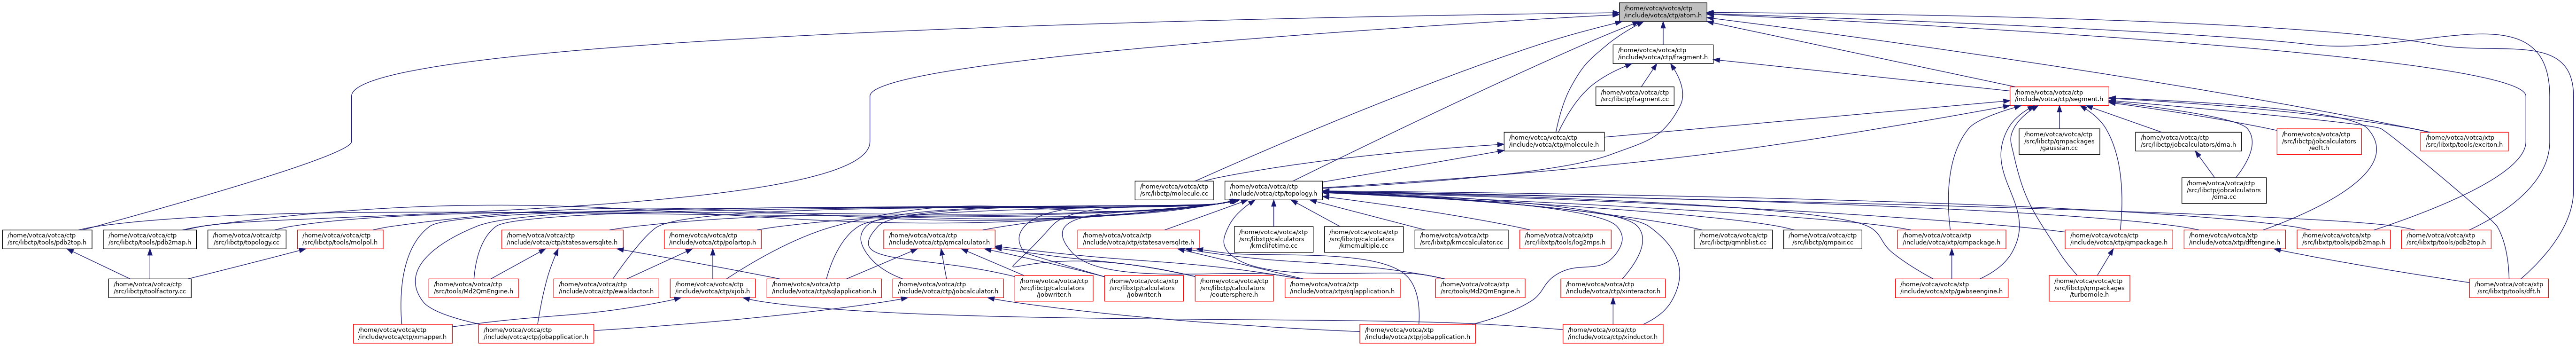 /home/votca/votca/ctp
/include/votca/ctp/atom.h
/home/votca/votca/ctp
/include/votca/ctp/fragment.h
/home/votca/votca/ctp
/src/libctp/fragment.cc
/home/votca/votca/ctp
/include/votca/ctp/segment.h
/home/votca/votca/ctp
/include/votca/ctp/molecule.h
/home/votca/votca/ctp
/src/libctp/qmpackages
/gaussian.cc
/home/votca/votca/ctp
/src/libctp/jobcalculators/dma.h
/home/votca/votca/ctp
/src/libctp/jobcalculators
/edft.h
/home/votca/votca/xtp
/src/libxtp/tools/exciton.h
/home/votca/votca/ctp
/src/libctp/molecule.cc
/home/votca/votca/ctp
/include/votca/ctp/topology.h
/home/votca/votca/ctp
/src/libctp/jobcalculators
/dma.cc
/home/votca/votca/ctp
/src/libctp/tools/pdb2top.h
/home/votca/votca/ctp
/src/libctp/tools/pdb2map.h
/home/votca/votca/ctp
/src/libctp/topology.cc
/home/votca/votca/ctp
/src/libctp/tools/molpol.h
/home/votca/votca/ctp
/include/votca/ctp/statesaversqlite.h
/home/votca/votca/ctp
/include/votca/ctp/polartop.h
/home/votca/votca/ctp
/include/votca/ctp/qmcalculator.h
/home/votca/votca/xtp
/include/votca/xtp/statesaversqlite.h
/home/votca/votca/xtp
/src/libxtp/calculators
/kmclifetime.cc
/home/votca/votca/xtp
/src/libxtp/calculators
/kmcmultiple.cc
/home/votca/votca/xtp
/src/libxtp/kmccalculator.cc
/home/votca/votca/xtp
/src/libxtp/tools/log2mps.h
/home/votca/votca/ctp
/src/libctp/qmnblist.cc
/home/votca/votca/ctp
/src/libctp/qmpair.cc
/home/votca/votca/xtp
/include/votca/xtp/qmpackage.h
/home/votca/votca/ctp
/include/votca/ctp/qmpackage.h
/home/votca/votca/xtp
/include/votca/xtp/dftengine.h
/home/votca/votca/xtp
/src/libxtp/tools/pdb2map.h
/home/votca/votca/xtp
/src/libxtp/tools/pdb2top.h
/home/votca/votca/ctp
/src/libctp/toolfactory.cc
/home/votca/votca/ctp
/src/tools/Md2QmEngine.h
/home/votca/votca/ctp
/include/votca/ctp/ewaldactor.h
/home/votca/votca/ctp
/include/votca/ctp/xjob.h
/home/votca/votca/ctp
/include/votca/ctp/sqlapplication.h
/home/votca/votca/ctp
/include/votca/ctp/jobcalculator.h
/home/votca/votca/ctp
/src/libctp/calculators
/jobwriter.h
/home/votca/votca/xtp
/src/libxtp/calculators
/jobwriter.h
/home/votca/votca/ctp
/src/libctp/calculators
/eoutersphere.h
/home/votca/votca/xtp
/include/votca/xtp/sqlapplication.h
/home/votca/votca/xtp
/src/tools/Md2QmEngine.h
/home/votca/votca/ctp
/include/votca/ctp/xinteractor.h
/home/votca/votca/xtp
/include/votca/xtp/gwbseengine.h
/home/votca/votca/ctp
/src/libctp/qmpackages
/turbomole.h
/home/votca/votca/xtp
/src/libxtp/tools/dft.h
/home/votca/votca/ctp
/include/votca/ctp/xmapper.h
/home/votca/votca/ctp
/include/votca/ctp/jobapplication.h
/home/votca/votca/xtp
/include/votca/xtp/jobapplication.h
/home/votca/votca/ctp
/include/votca/ctp/xinductor.h